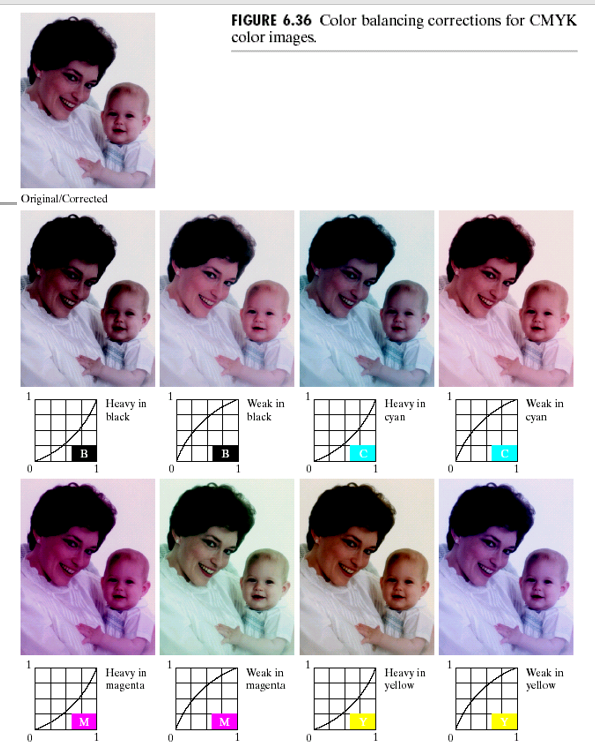 FIGURE 6.36 Color balancing corrections for CMYK
color images.
Original/Corrected
1
Heavy in
black
B
0
1
1
Weak in
black
B
0
1
1
Heavy in
cyan
C
0
1
1
Weak in
cyan
C
0
1
1
Heavy in
magenta
M
0
1
1
Weak in
magenta
M
0
1
1
Heavy in
yellow
Y
0
1
1
Weak in
yellow
Y
0
1